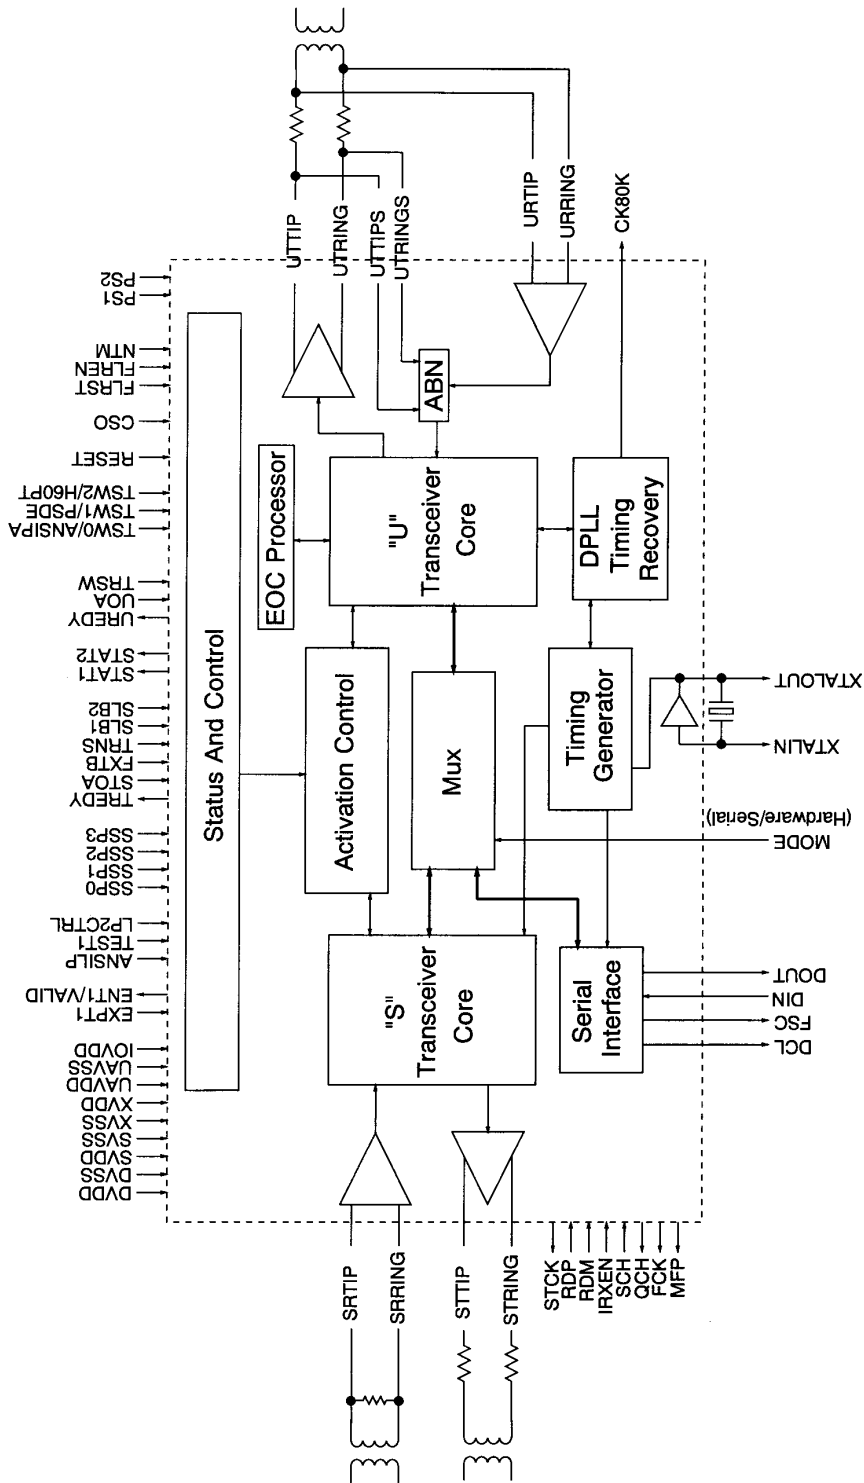 DVDD
DVSS
SVDD
SVSS
XVSS
XVDD
UAVDD
UAVSS
IOVDD
EXPT1
ENT1/VALID
ANSILP
TEST1
LP2CTRL
SSP0
SSP1
SSP2
SSP3
TREDY
STOA
FXTB
TRNS
SLB1
SLB2
STAT1
STAT2
UREDY
UOA
TRSW
TSW0/ANSIPA
TSW1/PSDE
TSW2/H60PT
RESET
CSO
FLRST
FLREN
NTM
PS1
PS2
Status And Control
SRTIP
SRRING
STTIP
STRING
"S"
Transceiver
Core
Activation Control
Mux
EOC Processor
"U"
Transceiver
Core
ABN
UTTIP
UTRING
UTTIPS
UTRINGS
URTIP
URRING
Serial
Interface
Timing
Generator
DPLL
Timing
Recovery
CK80K
STCK
RDP
RDM
IRXEN
SCH
QCH
FCK
MFP
DCL
FSC
DIN
DOUT
MODE
(Hardware/Serial)
XTALIN
XTALOUT